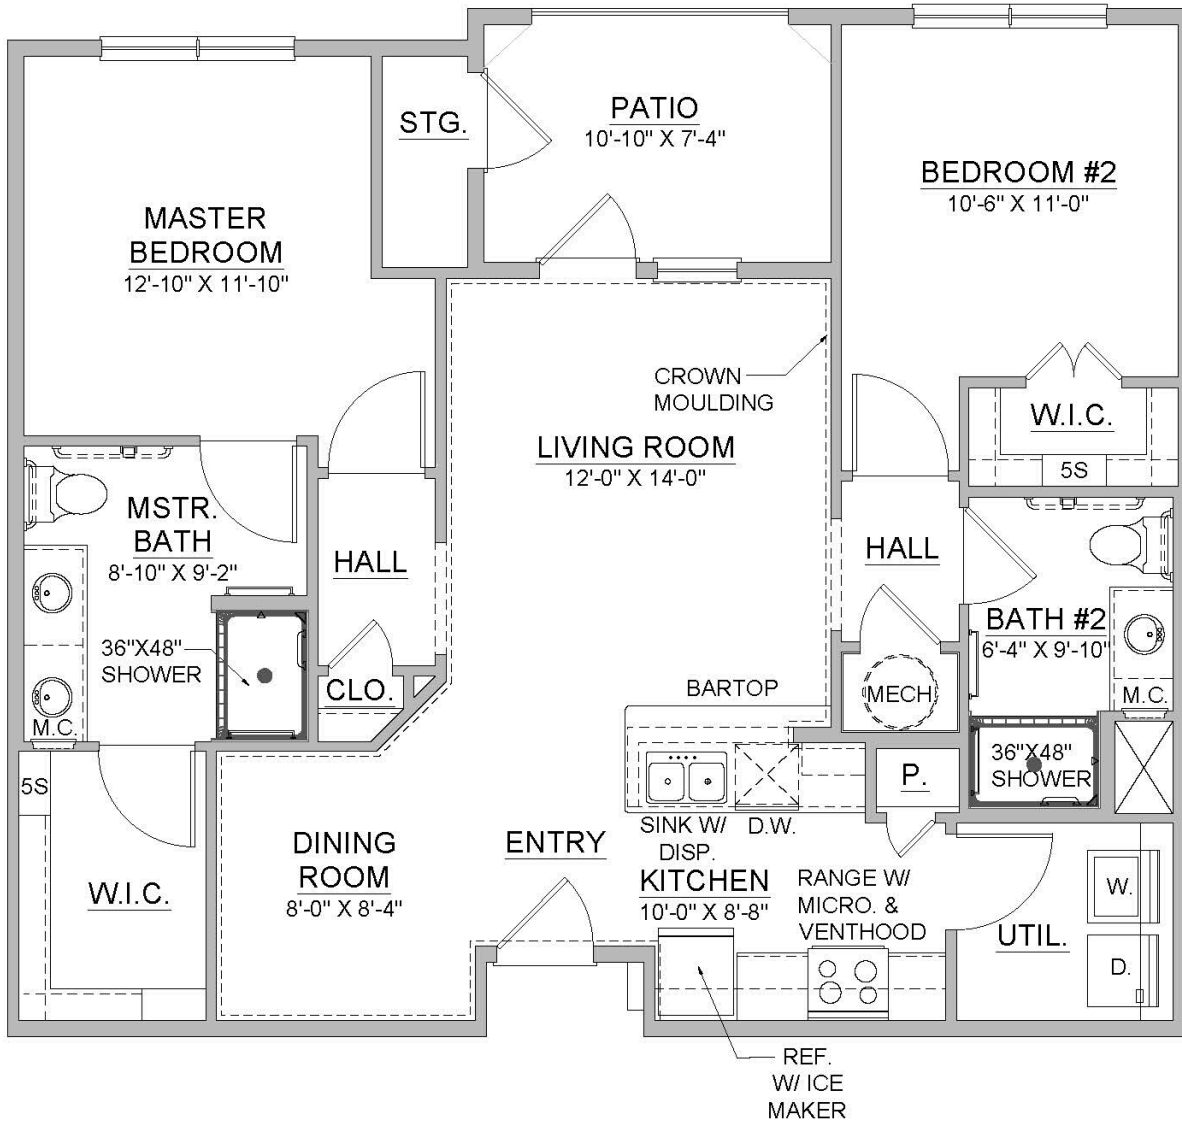 STG.
PATIO
10'-10" X 7'-4"
BEDROOM #2
10'-6" X 11'-0"
MASTER
BEDROOM
12'-10" X 11'-10"
CROWN
MOULDING
W.I.C.
5S
LIVING ROOM
12'-0" X 14'-0"
MSTR.
BATH
8'-10" X 9'-2"
HALL
HALL
BATH #2
6'-4" X 9'-10"
36"X48"
SHOWER
CLO.
BARTOP
MECH.
M.C.
M.C.
36"X48"
SHOWER
P.
5S
SINK W/
DISP.
D.W.
DINING
ROOM
8'-0" X 8'-4"
ENTRY
KITCHEN
10'-0" X 8'-8"
RANGE W/
MICRO. &
VENTHOOD
W.I.C.
W.
UTIL.
D.
REF.
W/ ICE
MAKER